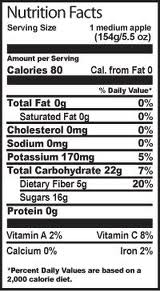 Nutrition Facts
Serving Size 1 medium apple
(154g/5.5 oz)
Amount per Serving
Calories 80 Cal. from Fat 0
% Daily Value*
Total Fat 0g 0%
Saturated Fat 0g 0%
Cholesterol 0mg 0%
Sodium 0mg 0%
Potassium 170mg 5%
Total Carbohydrate 22g 7%
Dietary Fiber 5g 20%
Sugars 16g
Protein 0g
Vitamin A 2% Vitamin C 8%
Calcium 0% Iron 2%
*Percent Daily Values are based on a
2,000 calorie diet.